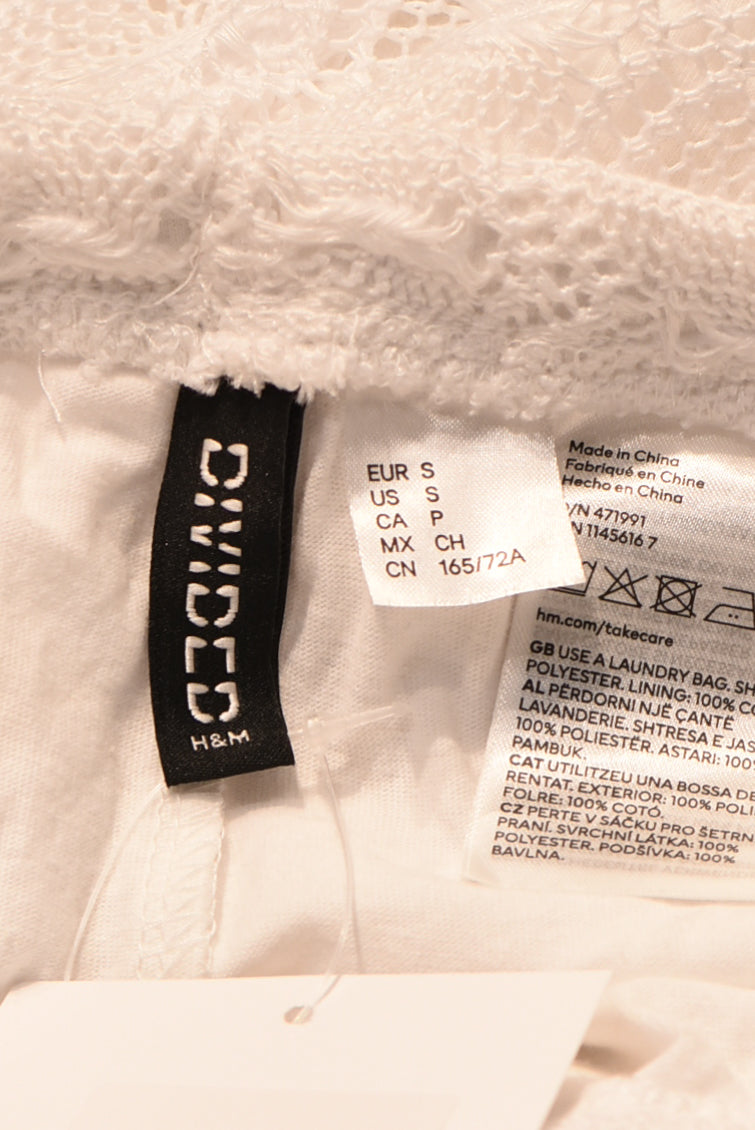 DIVIDED
H&M
EUR S
US S
CA P
MX CH
CN 165/72A
Made in China
Fabriqué en Chine
Hecho en China
/N 471991
N 1145616 7
hm.com/takecare
GB USE A LAUNDRY BAG. SH
POLYESTER. LINING: 100% CO
AL PËRDORNI NJË ÇANTË
LAVANDERIE. SHTRESA E JAS
100% POLIESTËR. ASTARI: 100%
PAMBUK.
CAT UTILITZEU UNA BOSSA DE
RENTAT. EXTERIOR: 100% POLI
FOLRE: 100% COTÓ.
CZ PERTE V SÁČKU PRO ŠETRN
PRANÍ. SVRCHNÍ LÁTKA: 100%
POLYESTER. PODŠÍVKA: 100%
BAVLNA.